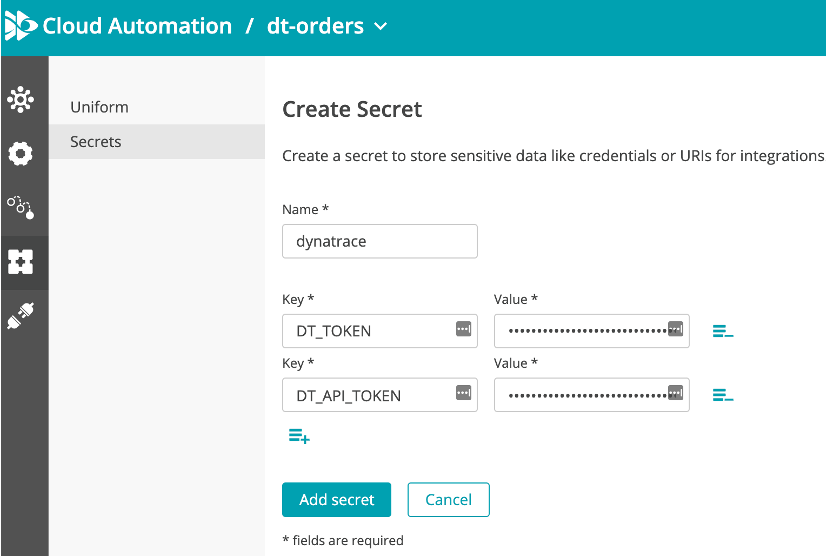 Cloud Automation / dt-orders
Uniform
Secrets
Create Secret
Create a secret to store sensitive data like credentials or URIs for integrations
Name *
dynatrace
Key * Value *
DT_TOKEN
Key * Value *
DT_API_TOKEN
Add secret Cancel
* fields are required